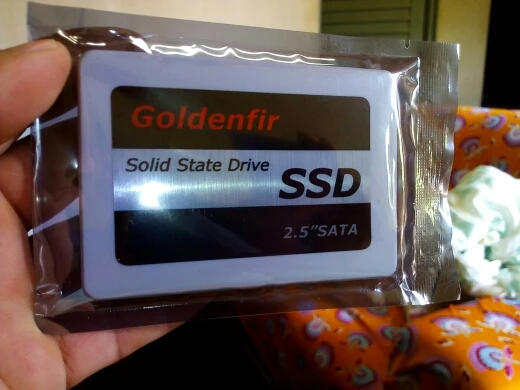 Goldenfir
Solid State Drive
SSD
2.5"SATA